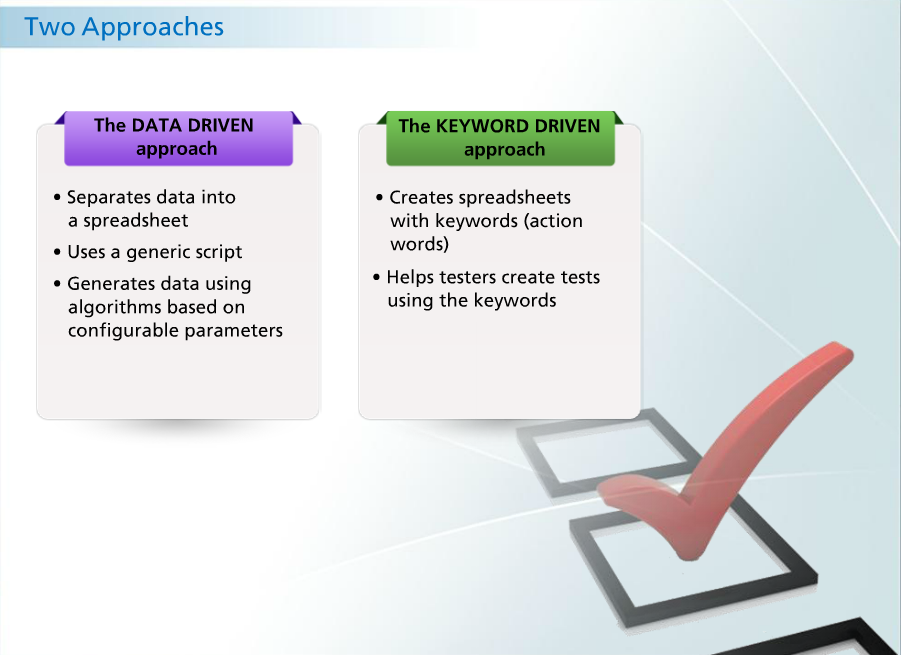 Two Approaches
The DATA DRIVEN
approach
• Separates data into
a spreadsheet
• Uses a generic script
• Generates data using
algorithms based on
configurable parameters
The KEYWORD DRIVEN
approach
• Creates spreadsheets
with keywords (action
words)
• Helps testers create tests
using the keywords